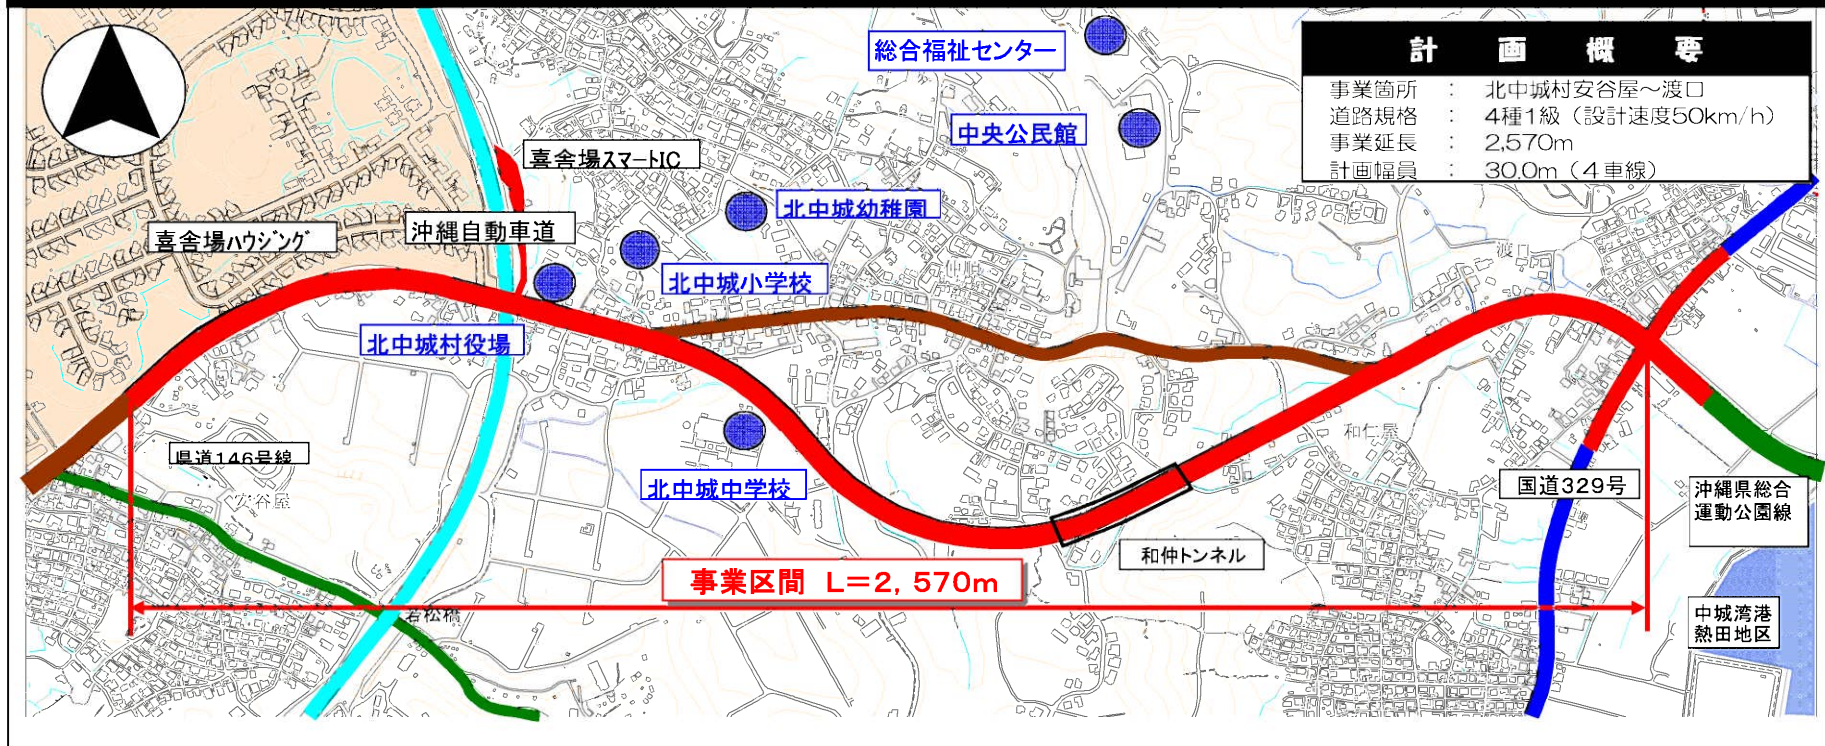 総合福祉センター
計画概要
事業箇所 : 北中城村安谷屋～渡口
道路規格 : 4種1級（設計速度50km/h）
事業延長 : 2,570m
計画幅員 : 30.0m（4車線）
中央公民館
喜舎場スマートIC
北中城幼稚園
喜舎場ハウジング
沖縄自動車道
渡口
仲順
北中城小学校
北中城村役場
和仁屋
県道146号線
北中城中学校
国道329号
沖縄県総合
運動公園線
安谷屋
和仲トンネル
事業区間 L=2,570m
若松橋
中城湾港
熱田地区